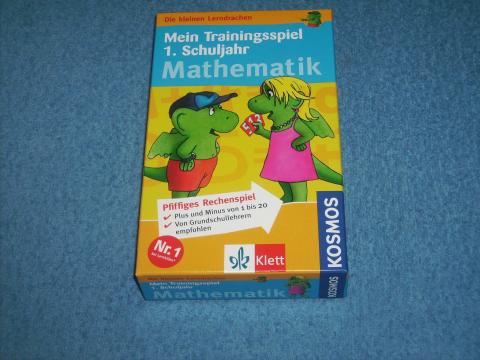 Die kleinen Lerndrachen
Mein Trainingsspiel
1. Schuljahr
Mathematik
Pfiffiges Rechenspiel
Plus und Minus von 1 bis 20
Von Grundschullehrern
empfohlen
Nr. 1
Klett
KOSMOS
Mein Trainingsspiel
1. Schuljahr
Mathematik
KOSMOS